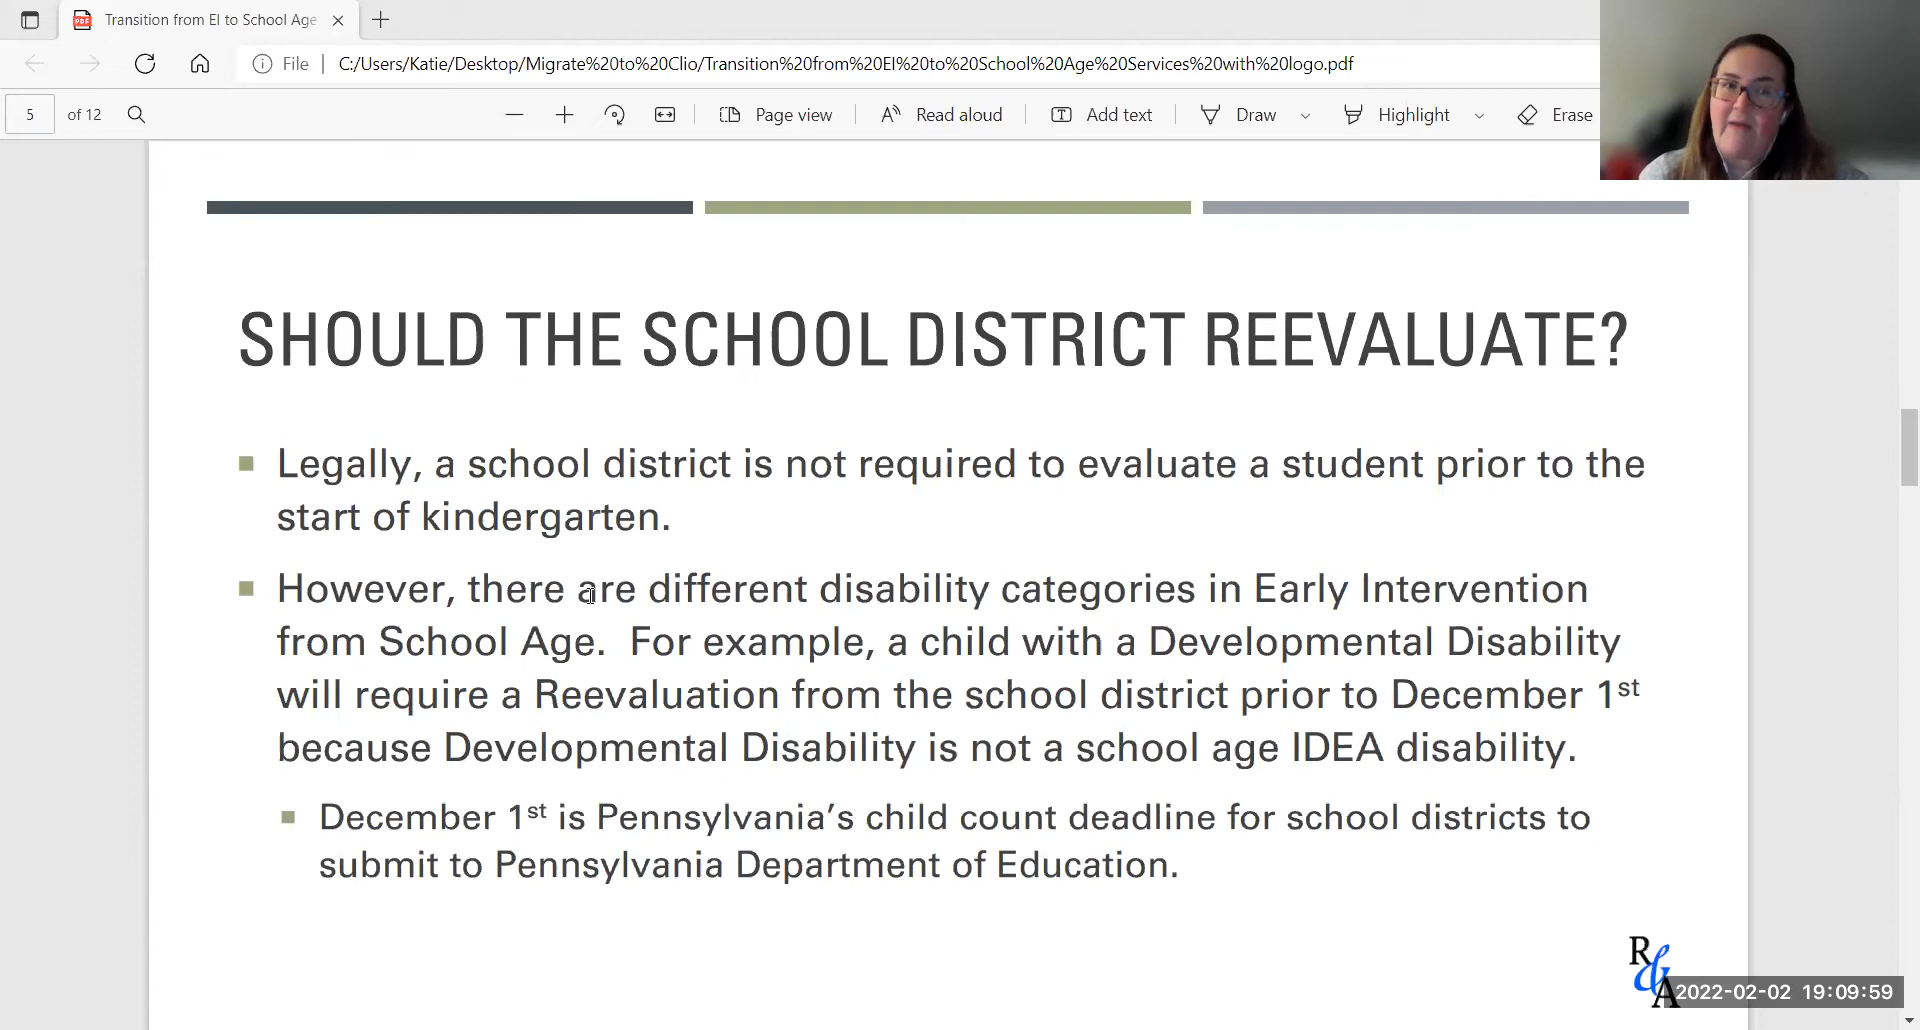 Transition from EI to School Age
File
C:/Users/Katie/Desktop/Migrate%20to%20Clio/Transition%20from%20EI%20to%20School%20Age%20Services%20with%20logo.pdf
5 of 12
Page view
Read aloud
Add text
Draw
Highlight
Erase
SHOULD THE SCHOOL DISTRICT REEVALUATE?
Legally, a school district is not required to evaluate a student prior to the
start of kindergarten.
However, there are different disability categories in Early Intervention
from School Age. For example, a child with a Developmental Disability
will require a Reevaluation from the school district prior to December 1st
because Developmental Disability is not a school age IDEA disability.
December 1st is Pennsylvania's child count deadline for school districts to
submit to Pennsylvania Department of Education.
R&A
2022-02-02 19:09:59